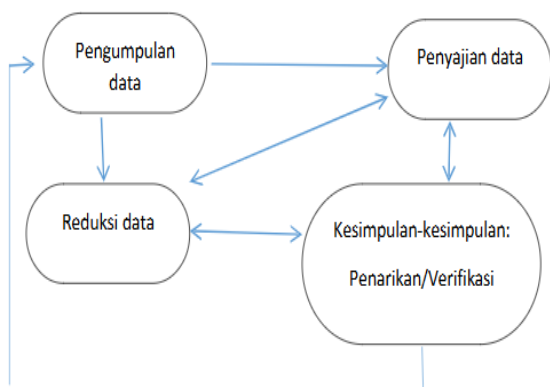 Pengumpulan
data
Penyajian data
Reduksi data
Kesimpulan-kesimpulan:
Penarikan/Verifikasi